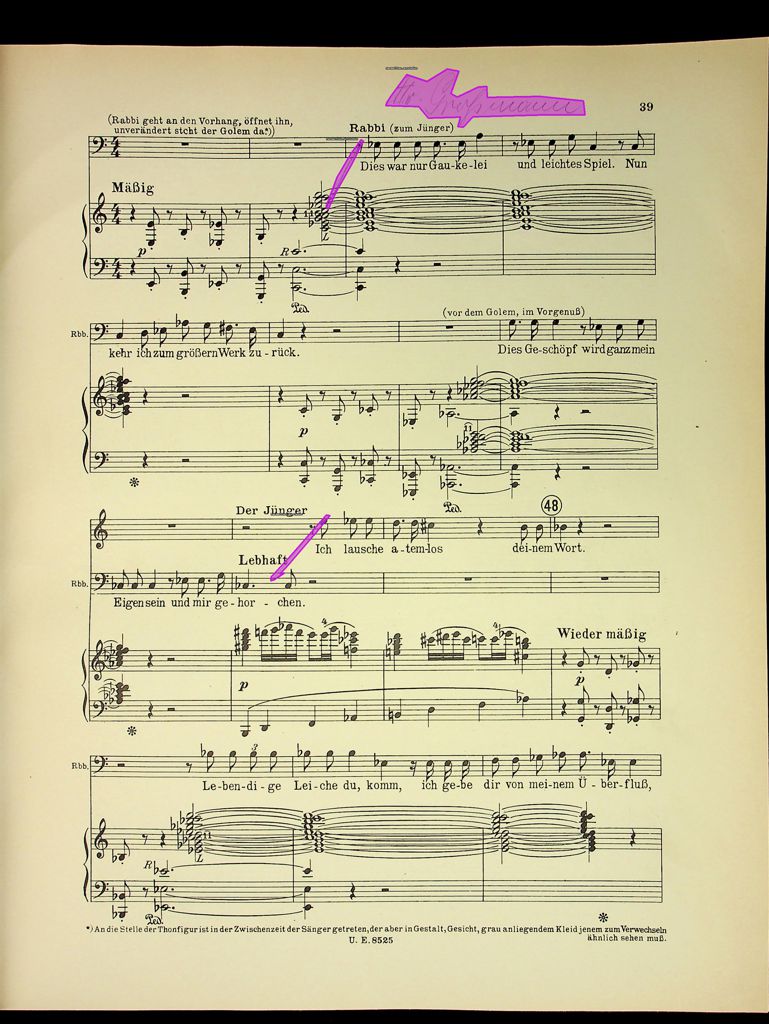 Hr. Großmann
39
(Rabbi geht an den Vorhang, öffnet ihn,
unverändert steht der Golem da.*))
Rabbi (zum Jünger)
Dies war nur Gau-ke-lei und leichtes Spiel. Nun
Mäßig
p
R
L
Ped.
(vor dem Golem, im Vorgenuß)
Rbb.
kehr ich zum größern Werk zu-rück. Dies Ge-schöpf wird ganz mein
p
Ped.
*
Der Jünger
48
Ich lausche a-tem-los dei-nem Wort.
Lebhaft
Rbb.
Eigensein und mir ge-hor-chen.
4 4
Wieder mäßig
p p
*
Rbb.
3
Le-ben-di-ge Lei-che du, komm, ich ge-be dir von mei-nem Ü-ber-fluß,
R
L
Ped.
*
*) An die Stelle der Thonfigur ist in der Zwischenzeit der Sänger getreten, der aber in Gestalt, Gesicht, grau anliegendem Kleid jenem zum Verwechseln
ähnlich sehen muß.
U. E. 8525